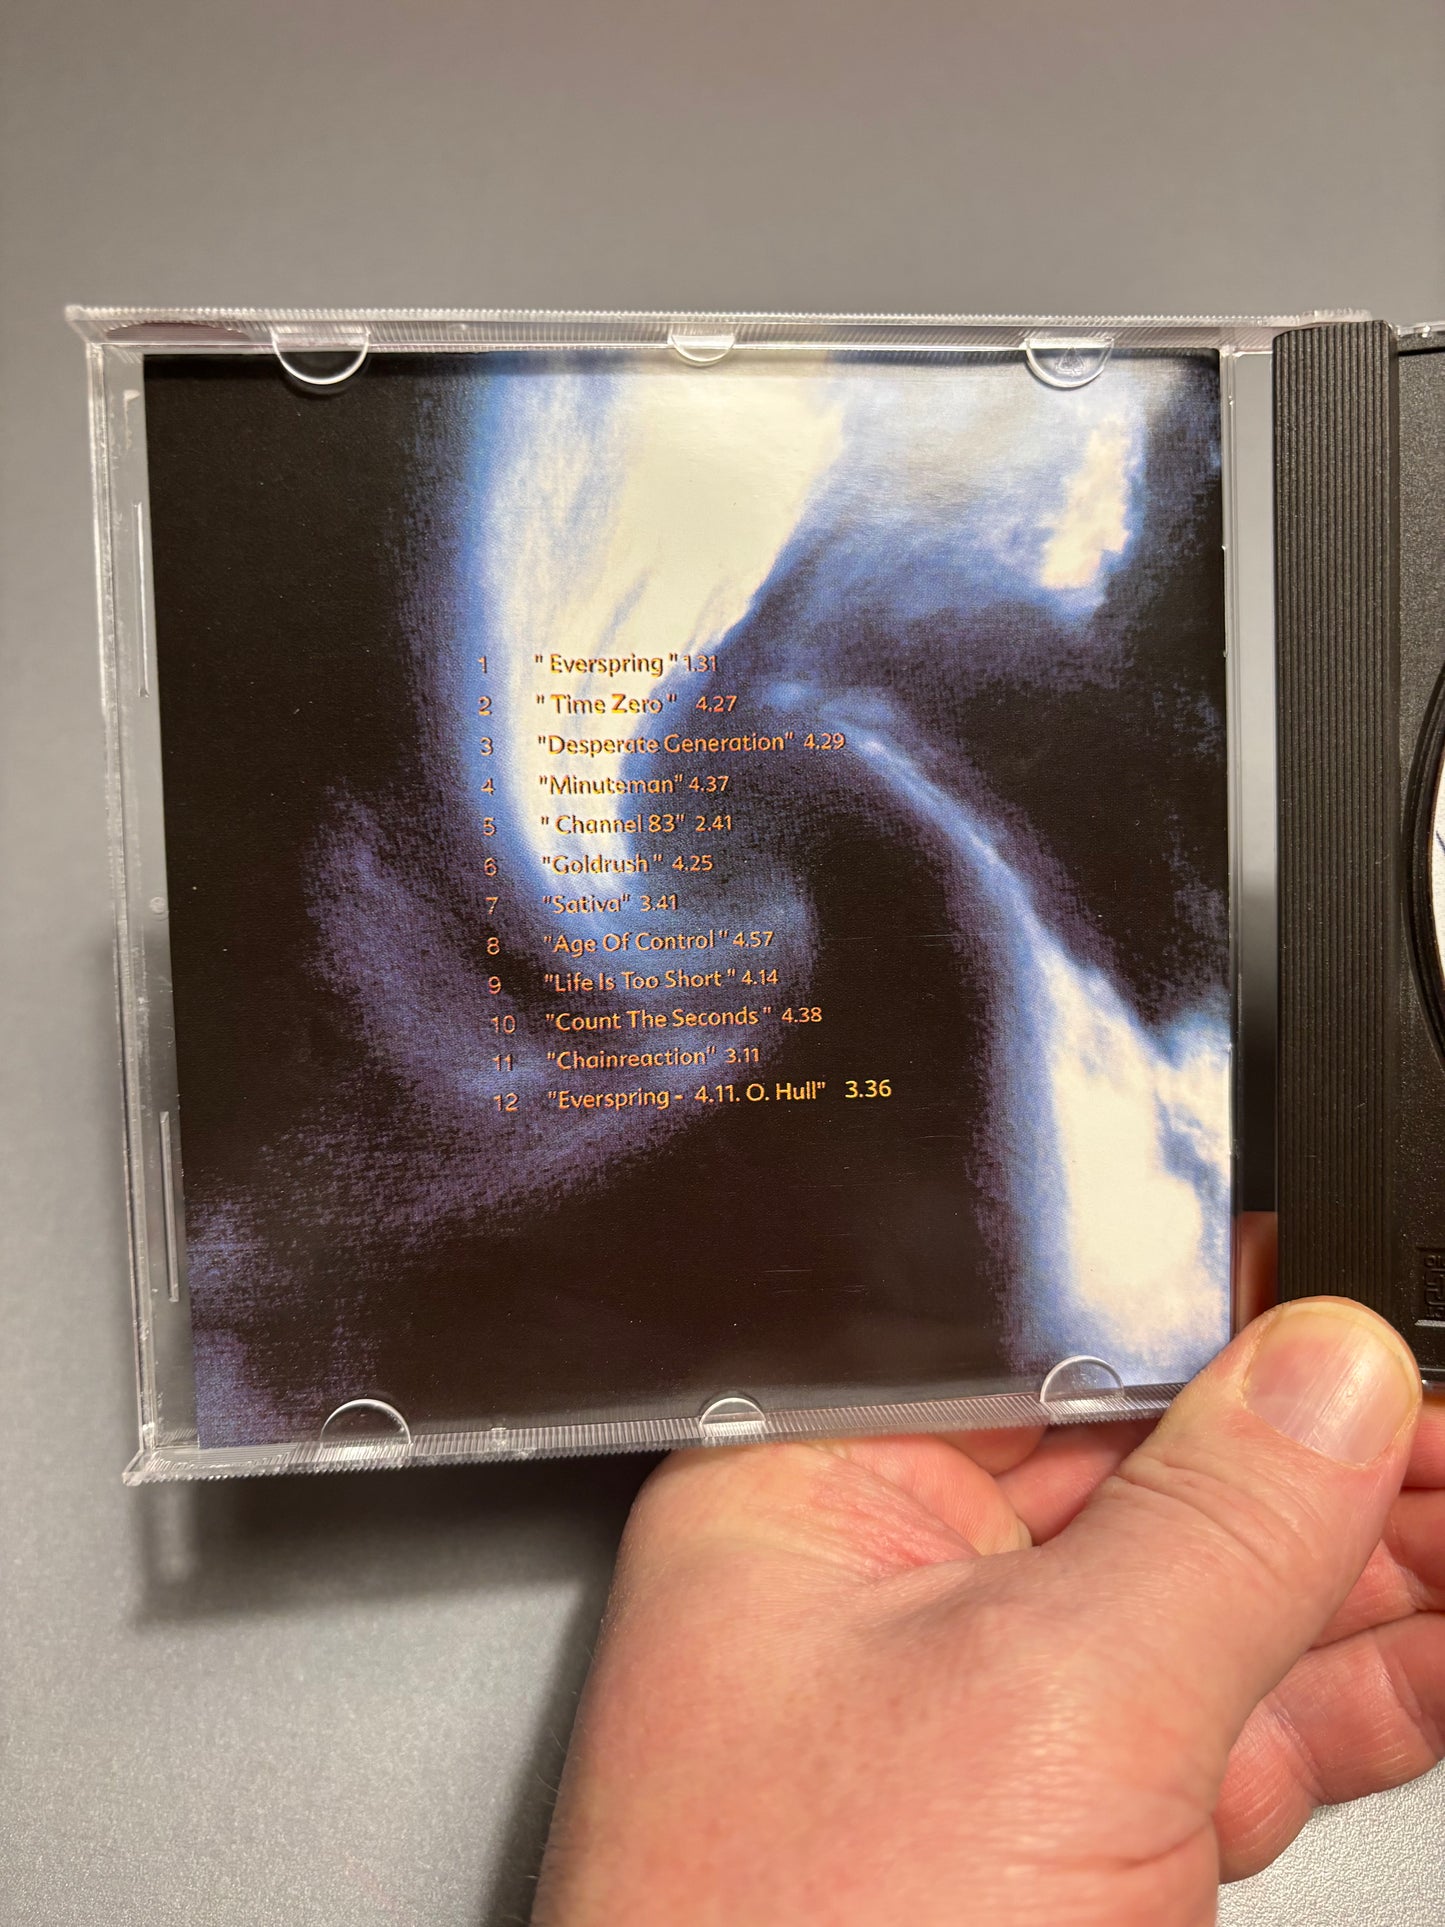 1 " Everspring " 1.31
2 " Time Zero " 4.27
3 "Desperate Generation" 4.29
4 "Minuteman" 4.37
5 " Channel 83" 2.41
6 "Goldrush " 4.25
7 "Sativa" 3.41
8 "Age Of Control " 4.57
9 "Life Is Too Short " 4.14
10 "Count The Seconds " 4.38
11 "Chainreaction" 3.11
12 "Everspring - 4.11. O. Hull" 3.36